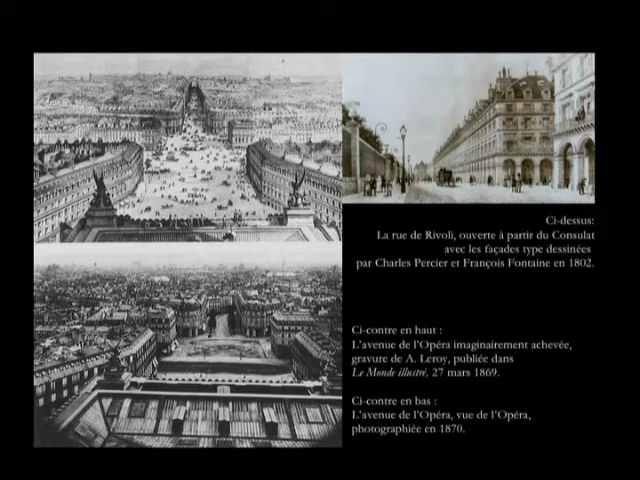 Ci-dessus:
La rue de Rivoli, ouverte à partir du Consulat
avec les façades type dessinées
par Charles Percier et François Fontaine en 1802.
Ci-contre en haut :
L'avenue de l'Opéra imaginairement achevée,
gravure de A. Leroy, publiée dans
Le Monde illustré, 27 mars 1869.
Ci-contre en bas :
L'avenue de l'Opéra, vue de l'Opéra,
photographiée en 1870.